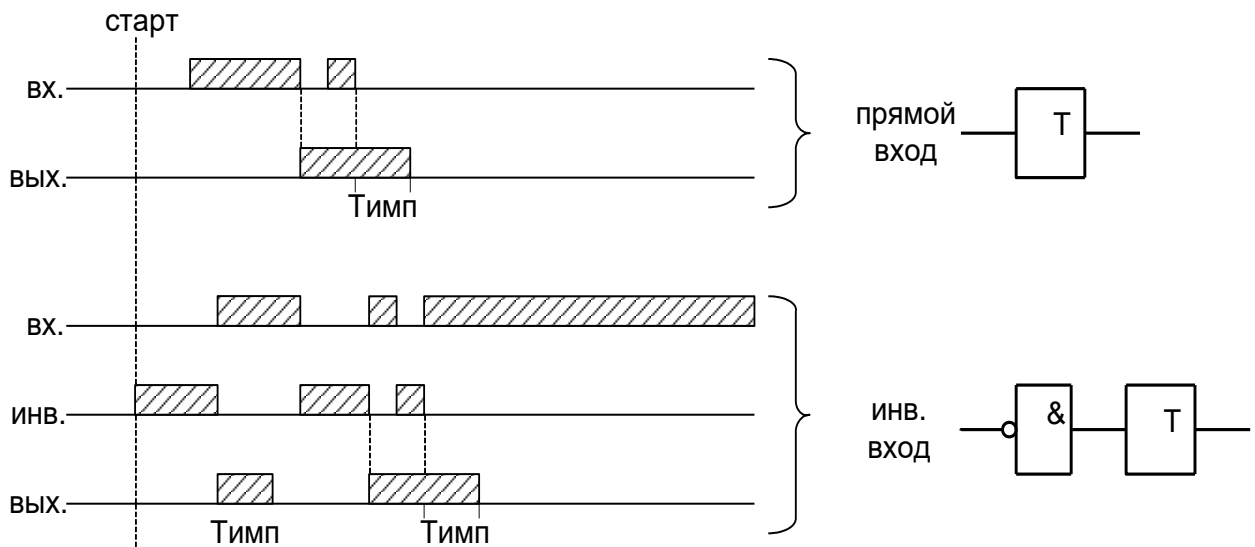 старт
вх.
вых.
Тимп
прямой
вход
Т
вх.
инв.
вых.
Тимп
Тимп
инв.
вход
&
Т